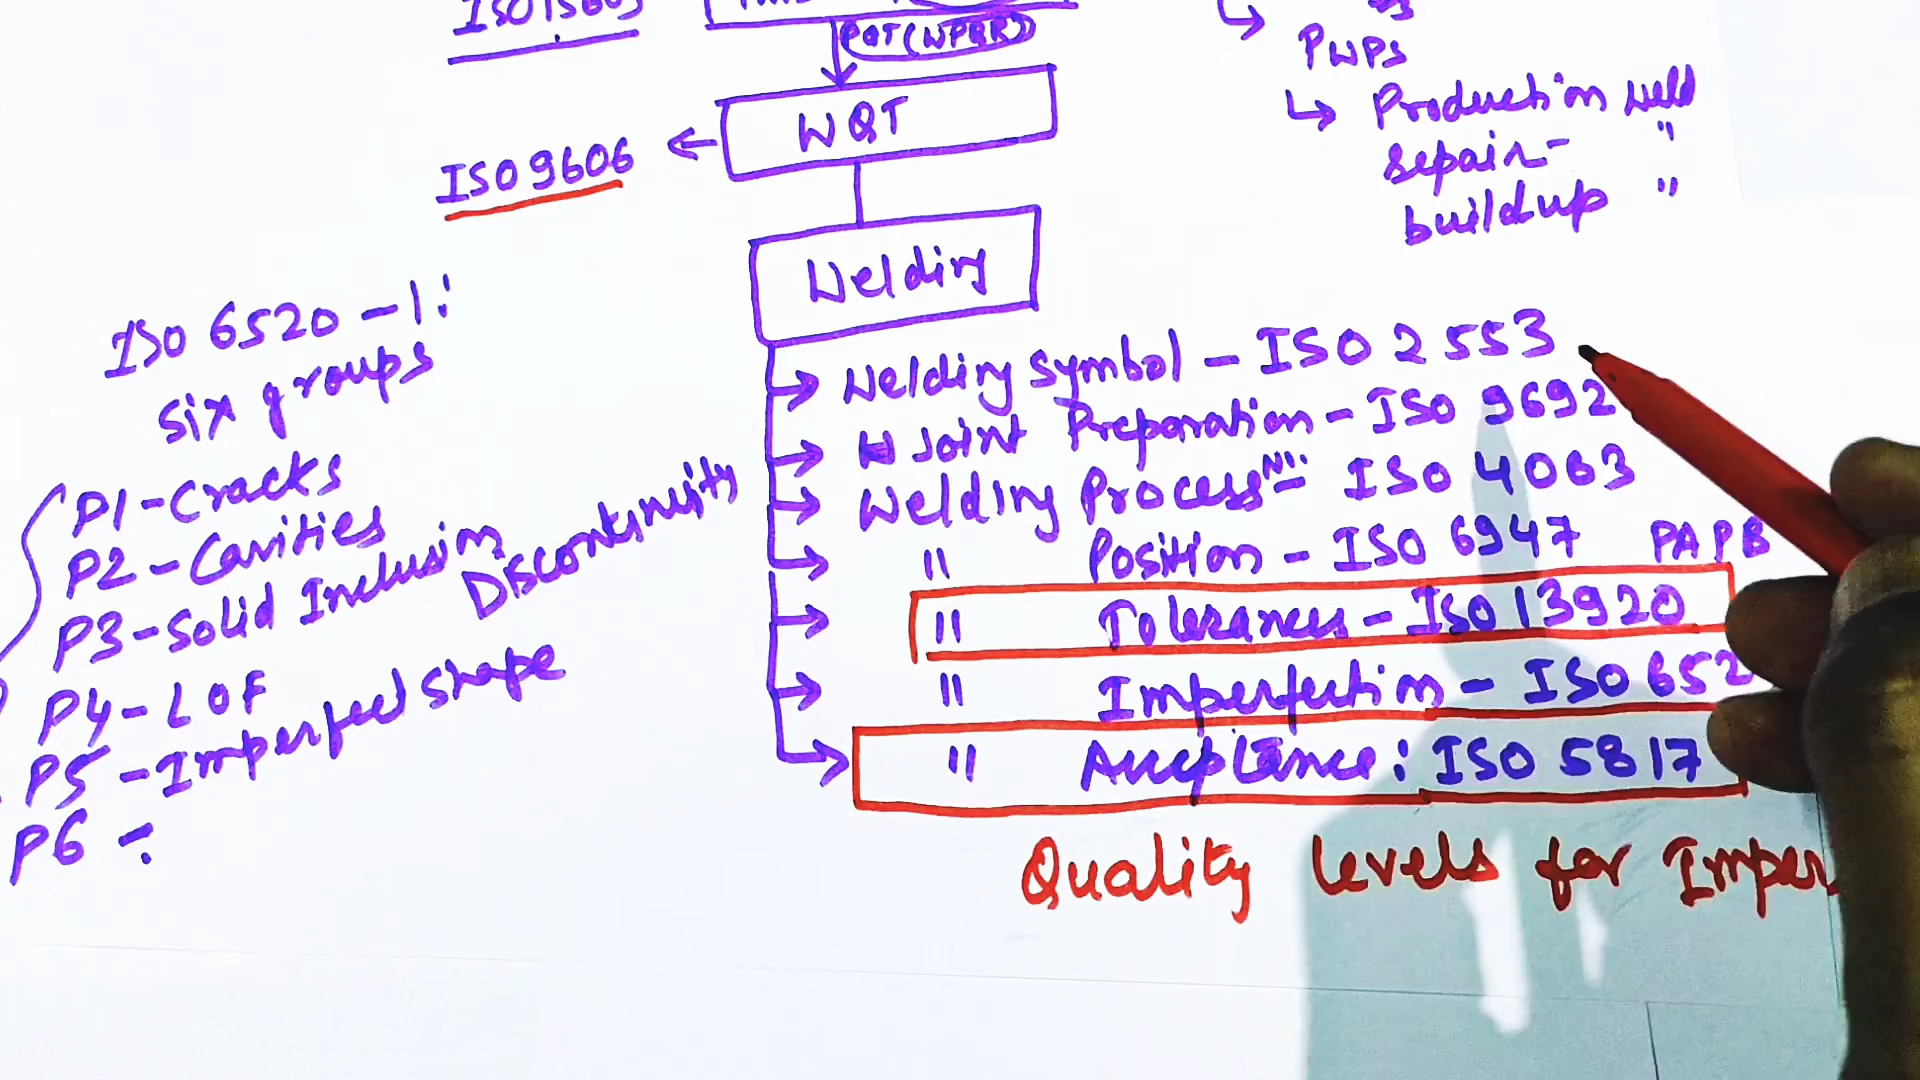 PQT(WPQR)
WQT
ISO 9606
Welding
PWPS
Production weld
repair- "
buildup "
ISO 6520 -1:
six groups
P1-Cracks
P2-Cavities
P3-Solid Inclusion
P4-LOF
P5-Imperfect shape
P6 -:
Discontinuity
Welding symbol - ISO 2553
W Joint Preparation - ISO 9692
Welding Process N1: - ISO 4063
" Position - ISO 6947 PA PB
" Tolerances - ISO 13920
" Imperfection - ISO 652
" Acceptance: ISO 5817
Quality levels for Imper